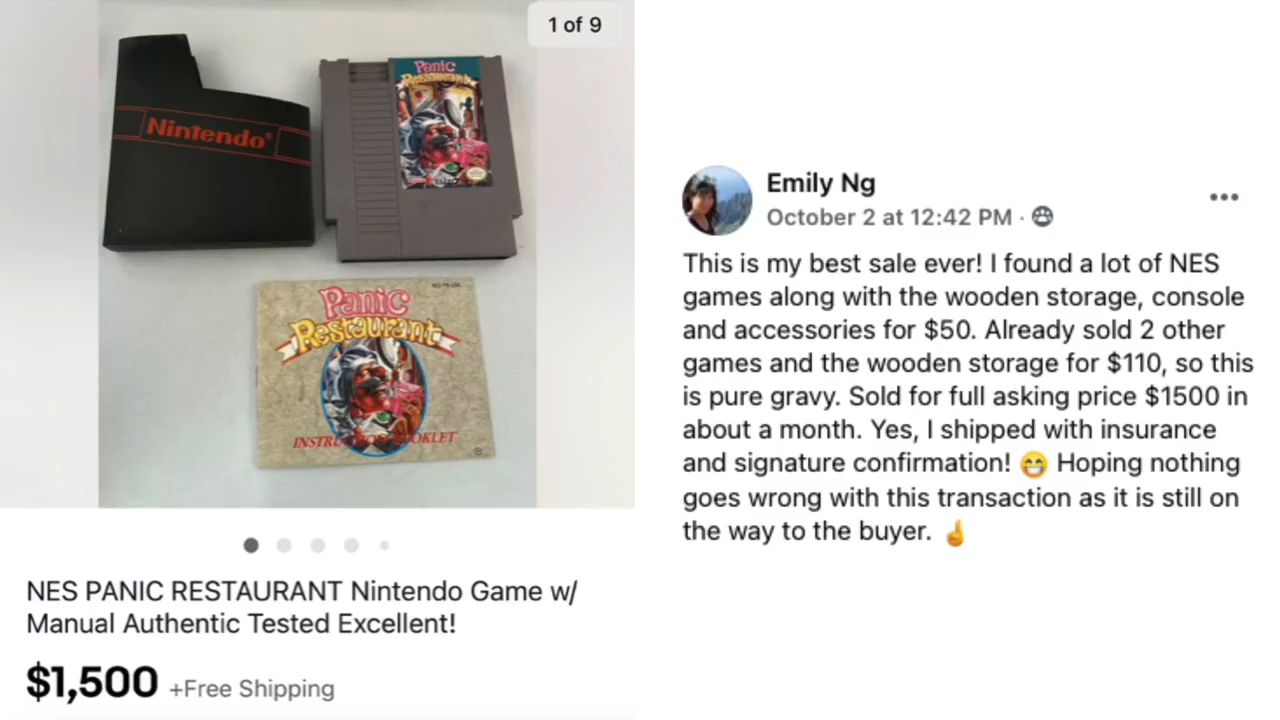 1 of 9
Nintendo®
Panic
Restaurant
Panic
Restaurant
INSTRUCTION BOOKLET
NES PANIC RESTAURANT Nintendo Game w/
Manual Authentic Tested Excellent!
$1,500 +Free Shipping
Emily Ng
October 2 at 12:42 PM ·
This is my best sale ever! I found a lot of NES
games along with the wooden storage, console
and accessories for $50. Already sold 2 other
games and the wooden storage for $110, so this
is pure gravy. Sold for full asking price $1500 in
about a month. Yes, I shipped with insurance
and signature confirmation! 😁 Hoping nothing
goes wrong with this transaction as it is still on
the way to the buyer. 🤞